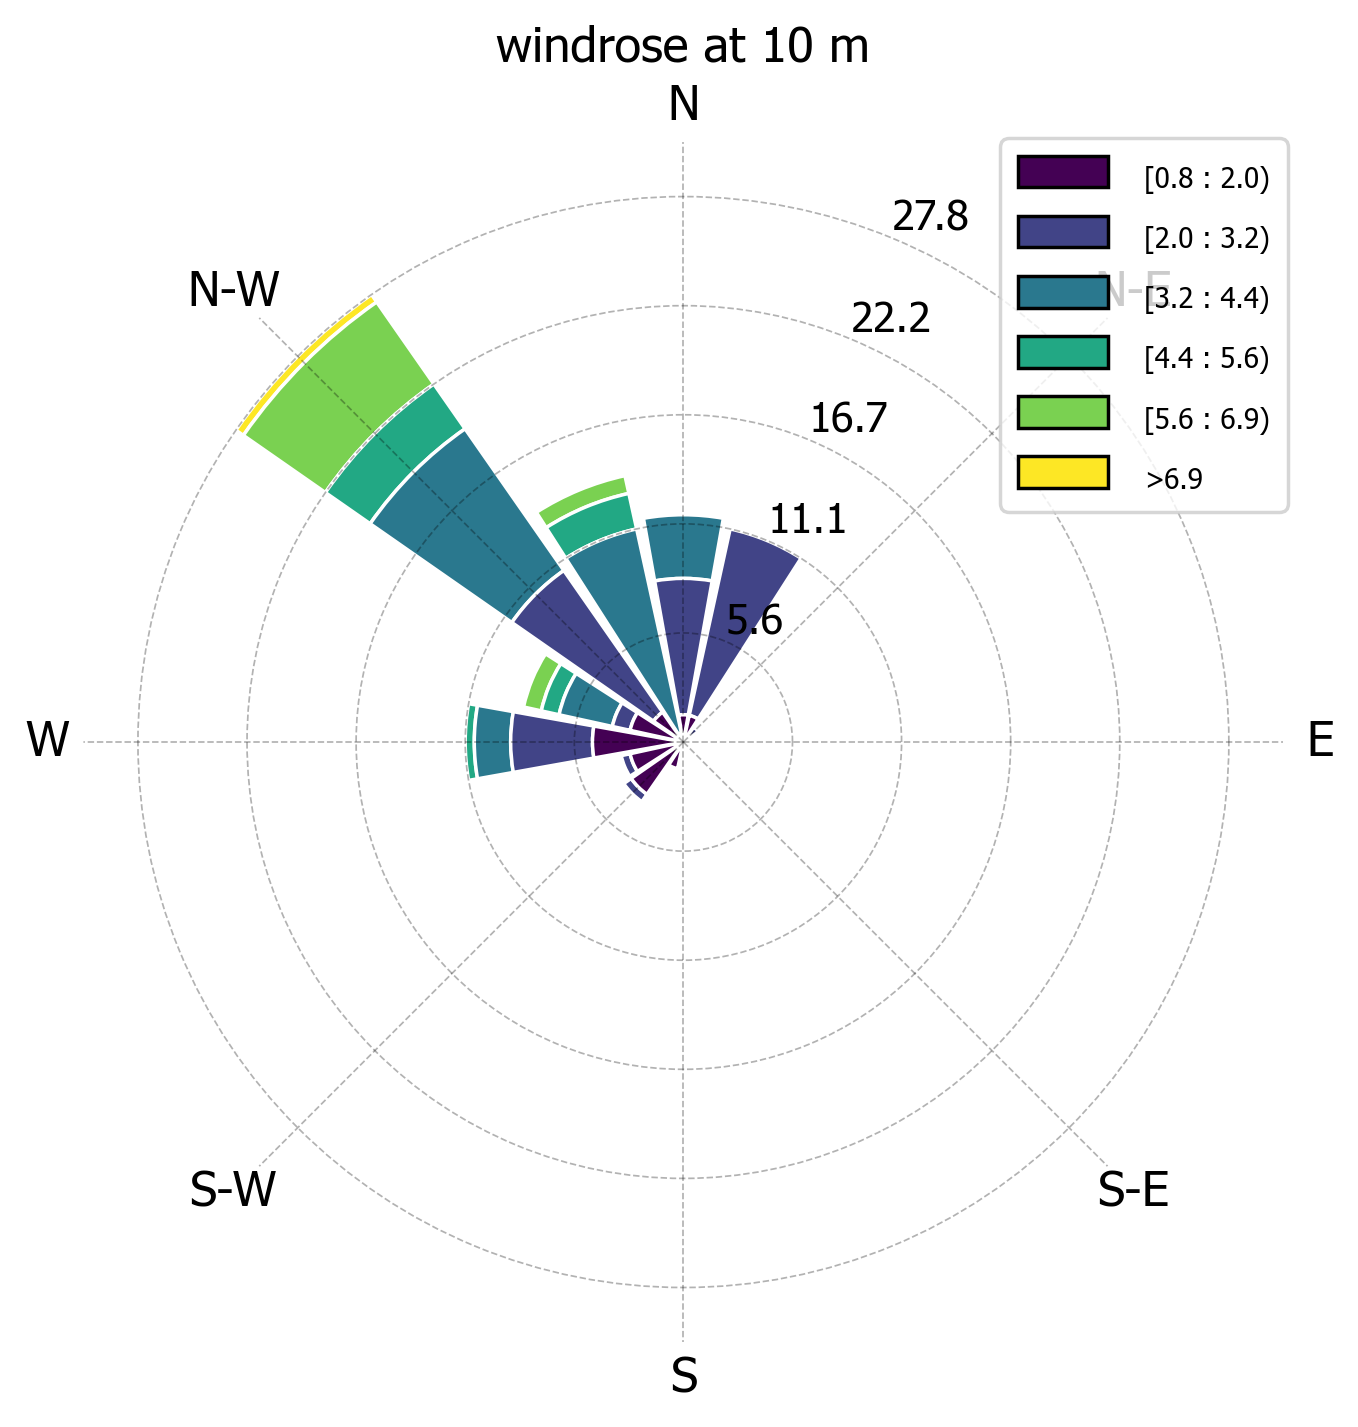 windrose at 10 m
N
N-E
E
S-E
S
S-W
W
N-W
27.8
22.2
16.7
11.1
5.6
[0.8 : 2.0)
[2.0 : 3.2)
[3.2 : 4.4)
[4.4 : 5.6)
[5.6 : 6.9)
>6.9